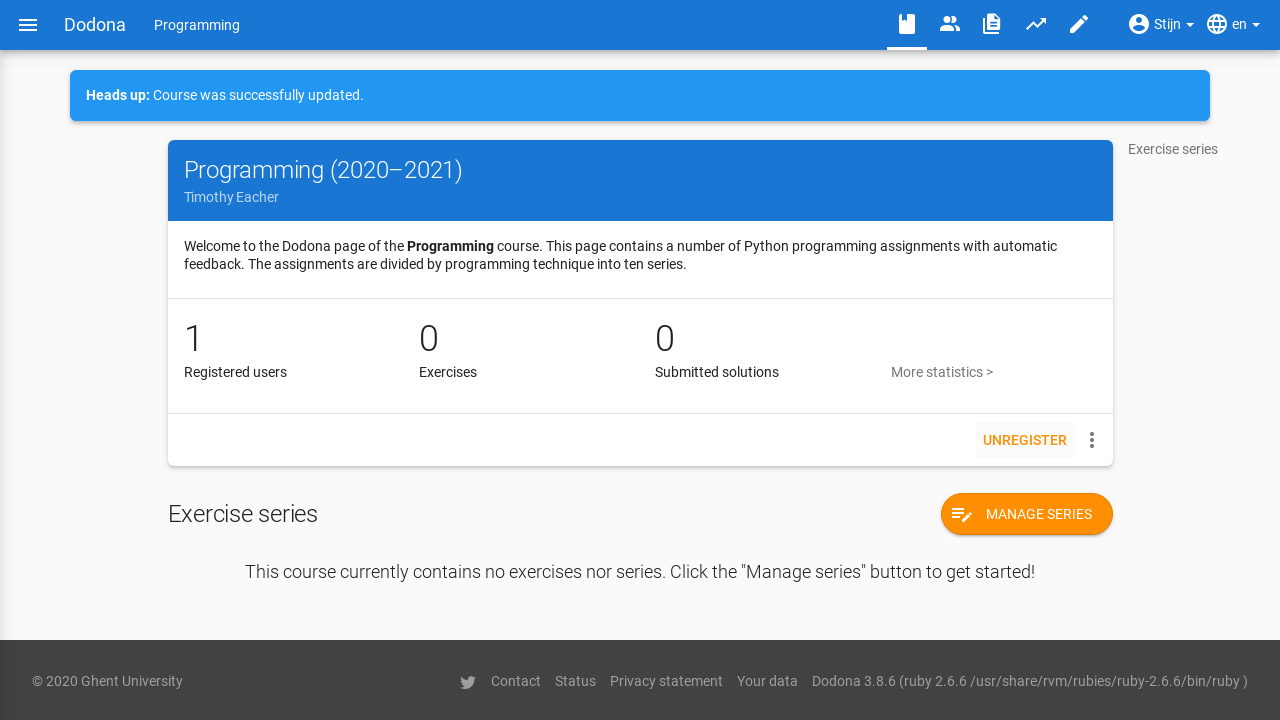 Dodona Programming Stijn en
Heads up: Course was successfully updated.
Programming (2020–2021)
Exercise series
Timothy Eacher
Welcome to the Dodona page of the Programming course. This page contains a number of Python programming assignments with automatic
feedback. The assignments are divided by programming technique into ten series.
1 0 0
Registered users Exercises Submitted solutions More statistics >
UNREGISTER
Exercise series MANAGE SERIES
This course currently contains no exercises nor series. Click the "Manage series" button to get started!
© 2020 Ghent University Contact Status Privacy statement Your data Dodona 3.8.6 (ruby 2.6.6 /usr/share/rvm/rubies/ruby-2.6.6/bin/ruby )